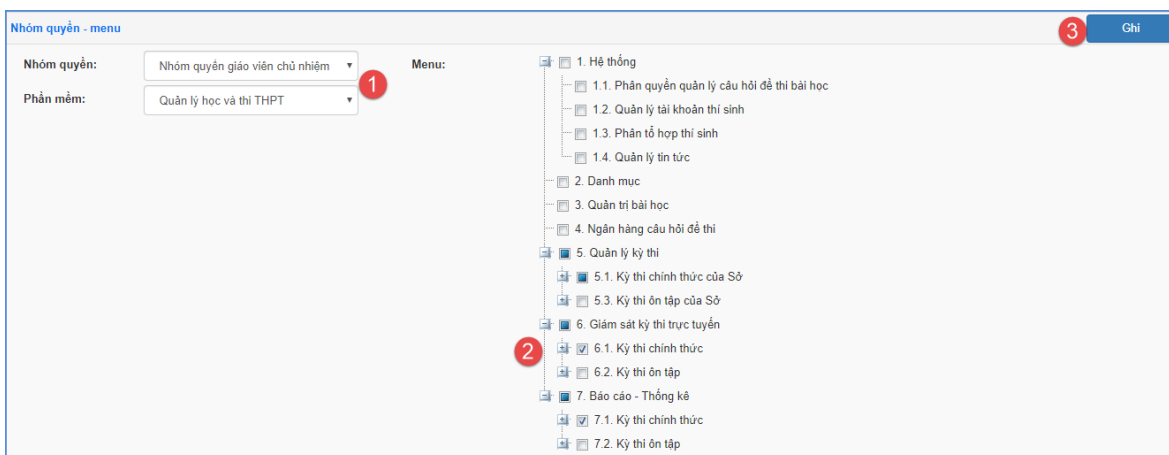 Nhóm quyền - menu
3
Ghi
Nhóm quyền:
Nhóm quyền giáo viên chủ nhiệm
Phần mềm:
Quản lý học và thi THPT
1
Menu:
1. Hệ thống
1.1. Phân quyền quản lý câu hỏi đề thi bài học
1.2. Quản lý tài khoản thí sinh
1.3. Phân tổ hợp thí sinh
1.4. Quản lý tin tức
2. Danh mục
3. Quản trị bài học
4. Ngân hàng câu hỏi đề thi
5. Quản lý kỳ thi
5.1. Kỳ thi chính thức của Sở
5.3. Kỳ thi ôn tập của Sở
6. Giám sát kỳ thi trực tuyến
2
6.1. Kỳ thi chính thức
6.2. Kỳ thi ôn tập
7. Báo cáo - Thống kê
7.1. Kỳ thi chính thức
7.2. Kỳ thi ôn tập